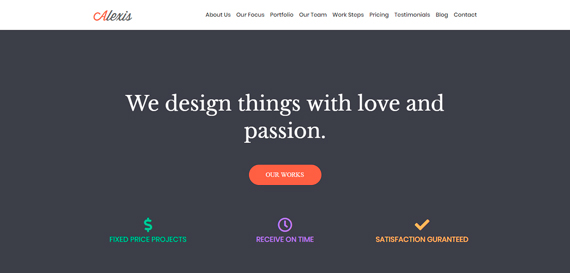 Alexis
About Us Our Focus Portfolio Our Team Work Steps Pricing Testimonials Blog Contact
We design things with love and
passion.
OUR WORKS
FIXED PRICE PROJECTS RECEIVE ON TIME SATISFACTION GURANTEED